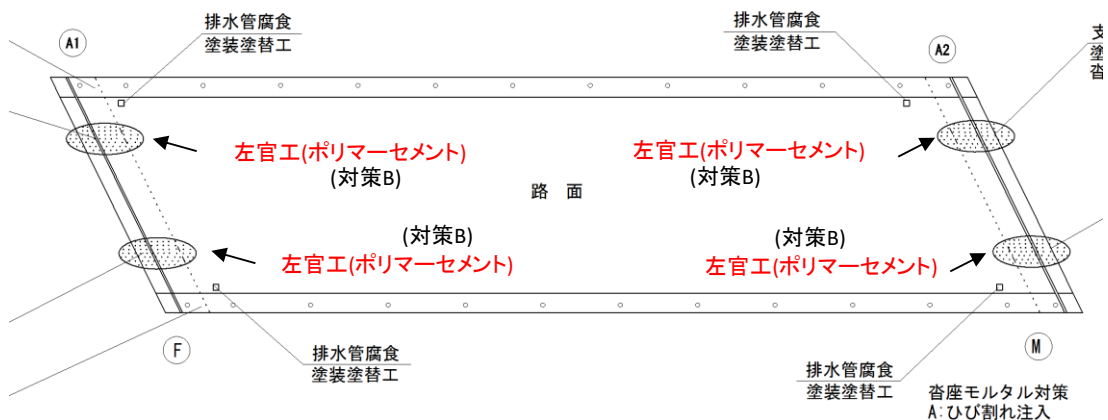 排水管腐食
塗装塗替工
排水管腐食
塗装塗替工
A1
A2
支
塗
沓
左官工(ポリマーセメント)
(対策B)
左官工(ポリマーセメント)
(対策B)
路 面
(対策B)
左官工(ポリマーセメント)
(対策B)
左官工(ポリマーセメント)
F
M
排水管腐食
塗装塗替工
排水管腐食
塗装塗替工
沓座モルタル対策
A:ひび割れ注入